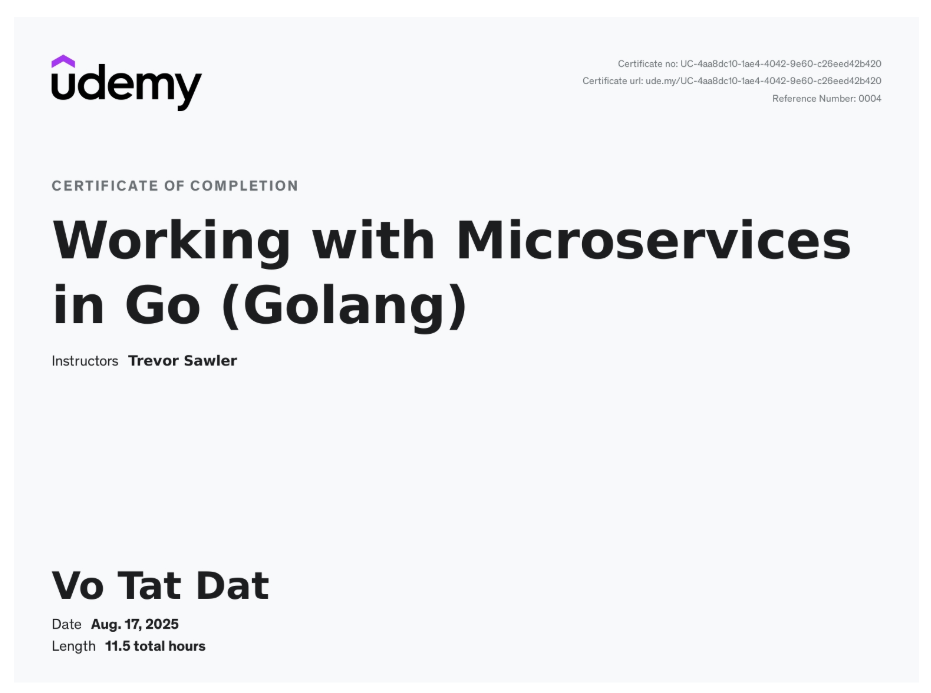 udemy
Certificate no: UC-4aa8dc10-1ae4-4042-9e60-c26eed42b420
Certificate url: ude.my/UC-4aa8dc10-1ae4-4042-9e60-c26eed42b420
Reference Number: 0004
CERTIFICATE OF COMPLETION
Working with Microservices
in Go (Golang)
Instructors Trevor Sawler
Vo Tat Dat
Date Aug. 17, 2025
Length 11.5 total hours